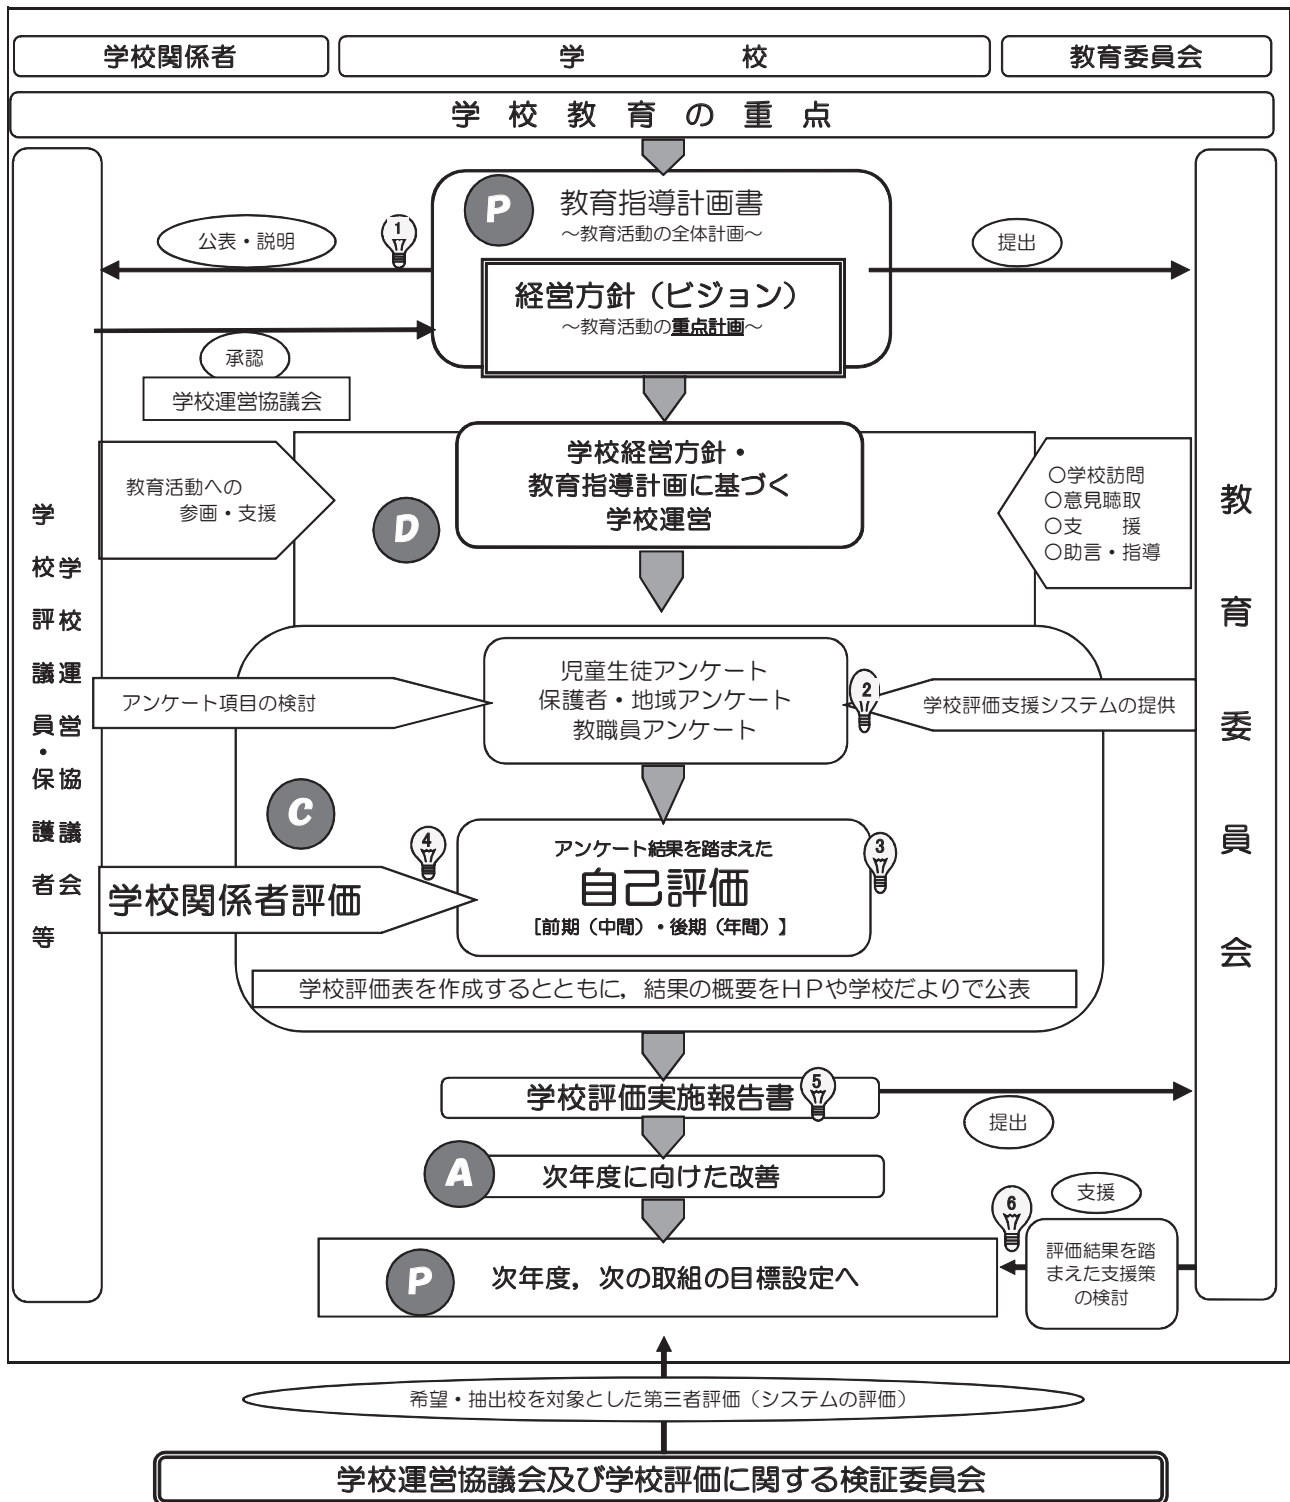 学校関係者
学校
教育委員会
学校教育の重点
P
教育指導計画書
~教育活動の全体計画~
公表・説明
1
提出
経営方針(ビジョン)
~教育活動の重点計画~
承認
学校運営協議会
学校経営方針・
教育指導計画に基づく
学校運営
教育活動への
参画・支援
D
○学校訪問
○意見聴取
○支 援
○助言・指導
学校運営協議会
学校評議員・保護者等
教育委員会
児童生徒アンケート
保護者・地域アンケート
教職員アンケート
アンケート項目の検討
2
学校評価支援システムの提供
C
4
アンケート結果を踏まえた
3
自己評価
[前期(中間)・後期(年間)】
学校関係者評価
学校評価表を作成するとともに,結果の概要をHPや学校だよりで公表
学校評価実施報告書
5
提出
A
次年度に向けた改善
支援
6
評価結果を踏
まえた支援策
の検討
P
次年度,次の取組の目標設定へ
希望・抽出校を対象とした第三者評価(システムの評価)
学校運営協議会及び学校評価に関する検証委員会